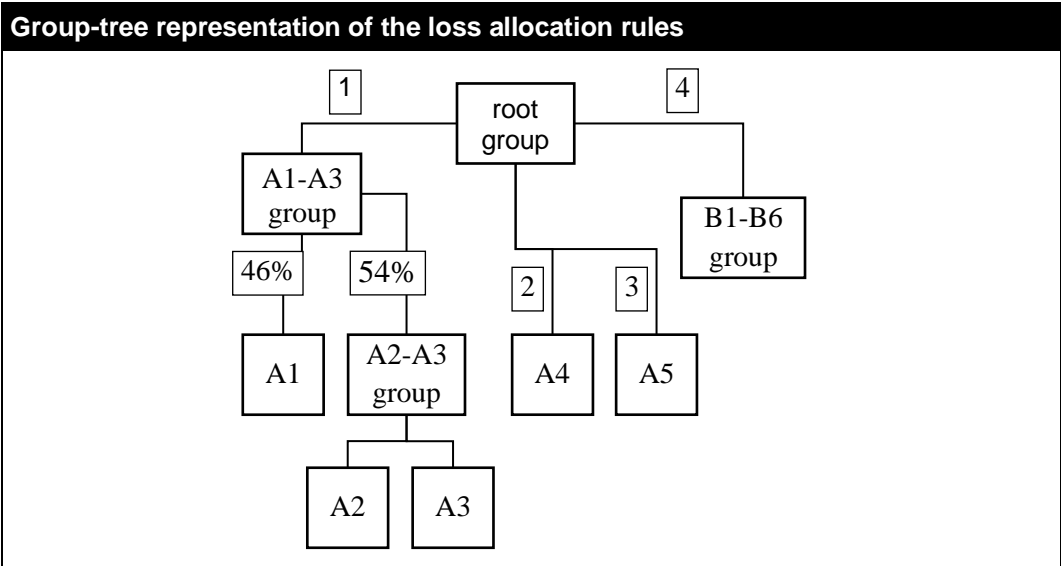 Group-tree representation of the loss allocation rules
1
root
group
4
A1-A3
group
B1-B6
group
46%
54%
2
3
A1
A2-A3
group
A4
A5
A2
A3